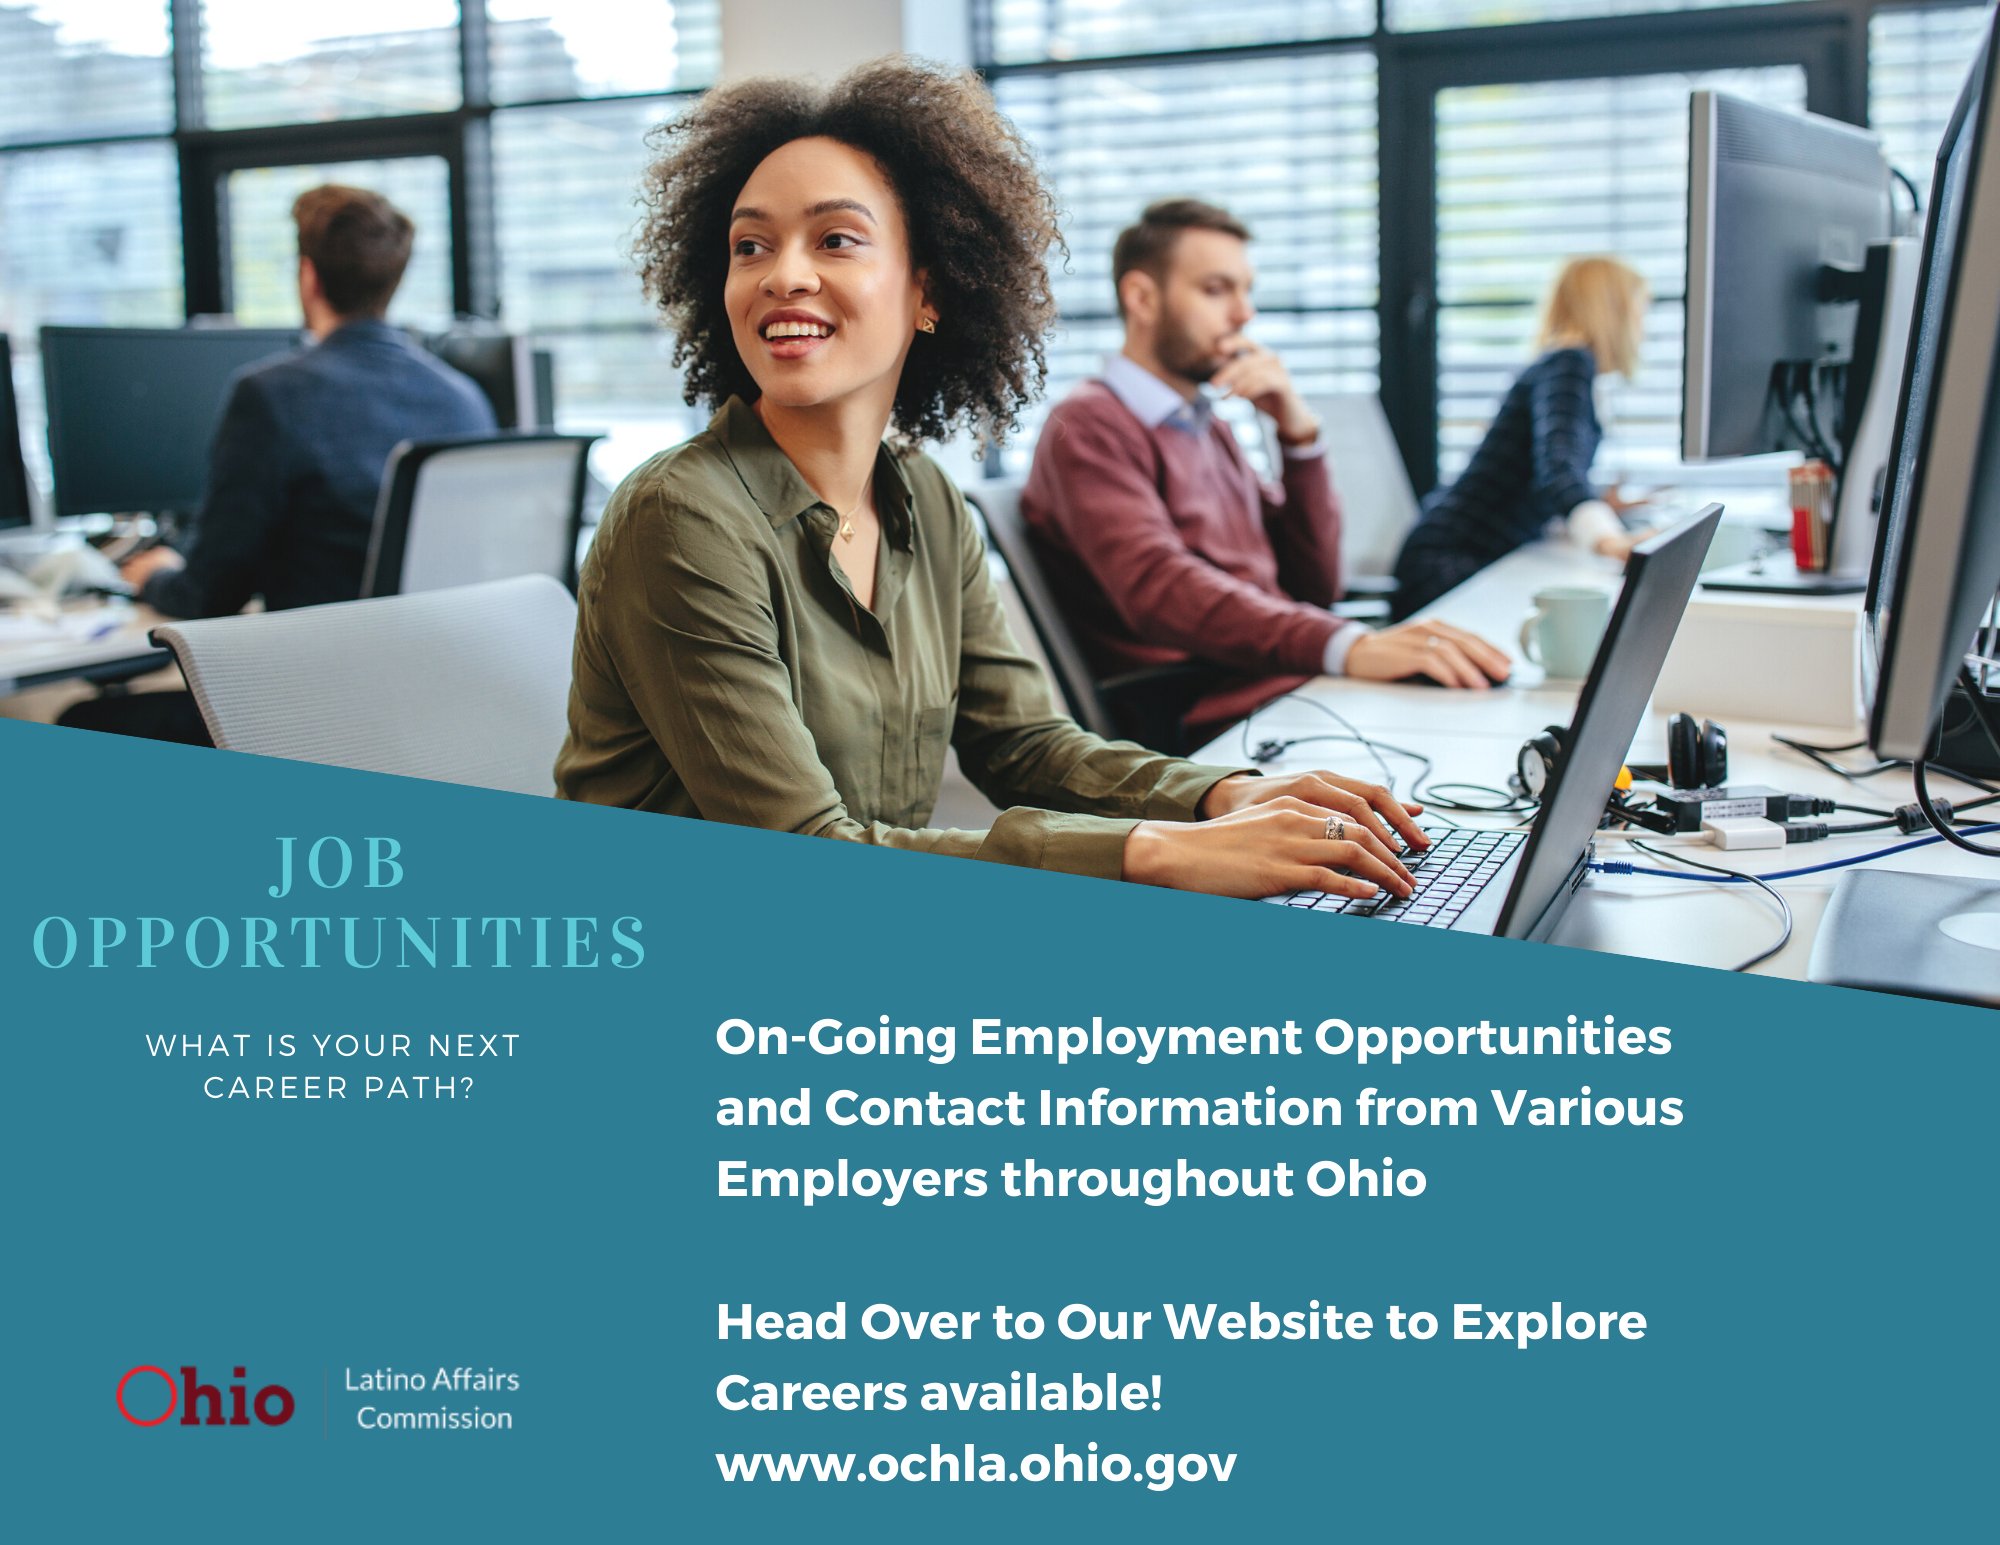 JOB
OPPORTUNITIES
WHAT IS YOUR NEXT
CAREER PATH?
On-Going Employment Opportunities
and Contact Information from Various
Employers throughout Ohio
Head Over to Our Website to Explore
Careers available!
www.ochla.ohio.gov
Ohio
Latino Affairs
Commission